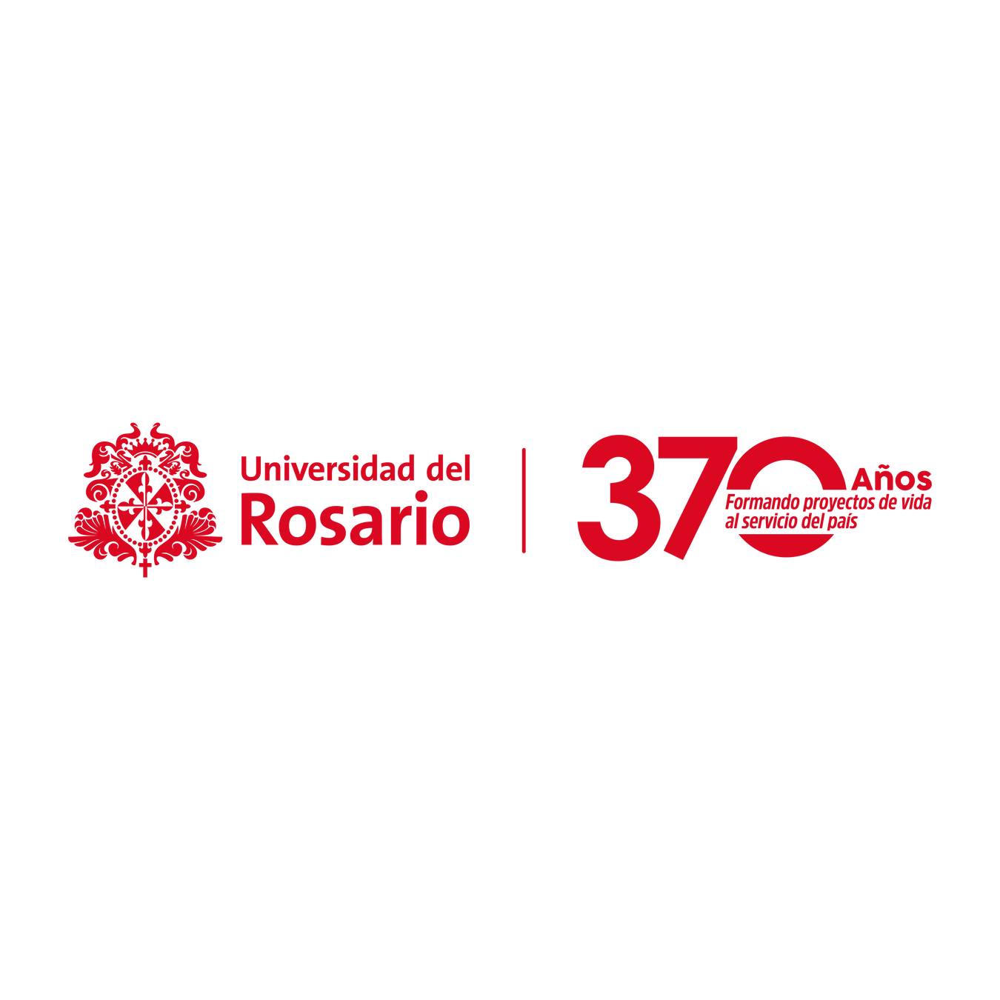 Universidad del
Rosario
370 Años
Formando proyectos de vida
al servicio del país